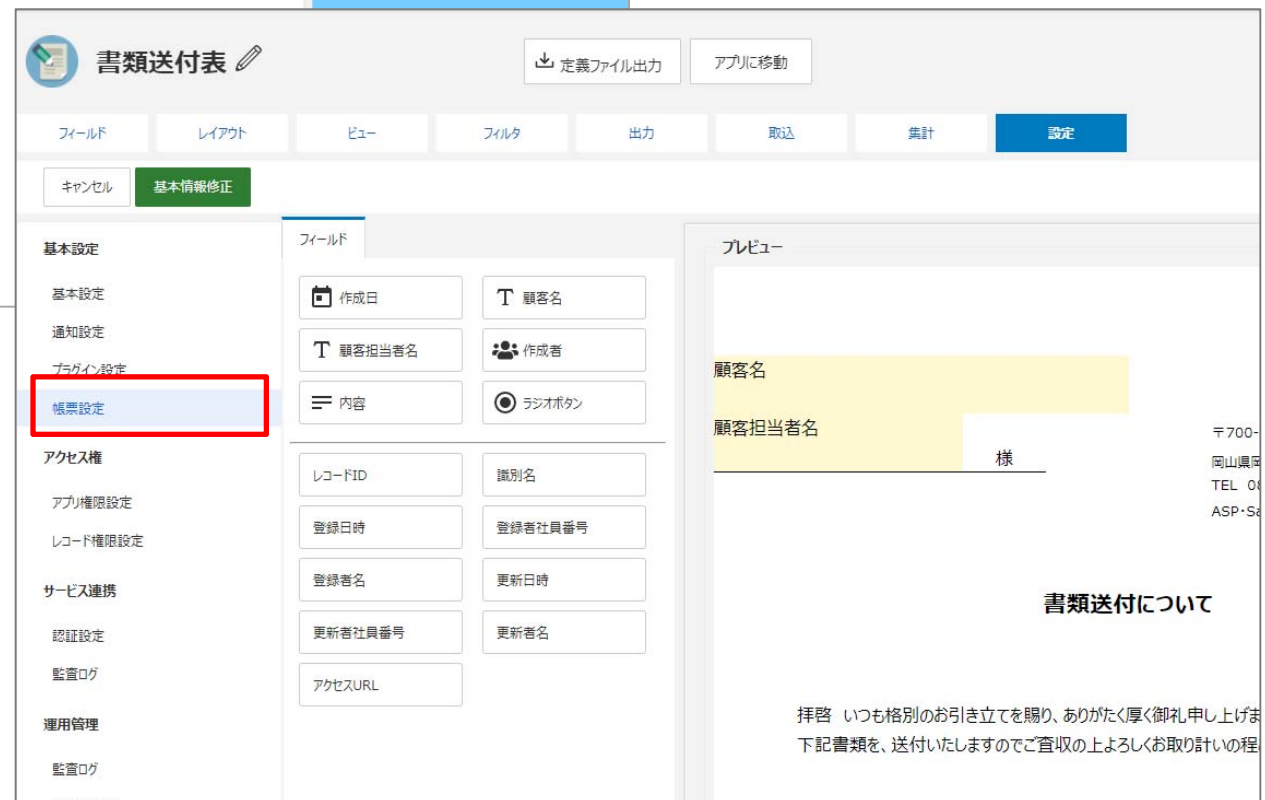 書類送付表
定義ファイル出力
アプリに移動
フィールド
レイアウト
ビュー
フィルタ
出力
取込
集計
設定
キャンセル
基本情報修正
基本設定
基本設定
通知設定
プラグイン設定
帳票設定
アクセス権
アプリ権限設定
レコード権限設定
サービス連携
認証設定
監査ログ
運用管理
監査ログ
フィールド
作成日
顧客名
顧客担当者名
作成者
内容
ラジオボタン
レコードID
識別名
登録日時
登録者社員番号
登録者名
更新日時
更新者社員番号
更新者名
アクセスURL
プレビュー
顧客名
顧客担当者名
様
〒700-
岡山県
TEL
書類送付について
拝啓 いつも格別のお引き立てを賜り、ありがたく厚く御礼申し上げま
下記書類を、送付いたしますのでご査収の上よろしくお取り計いの程